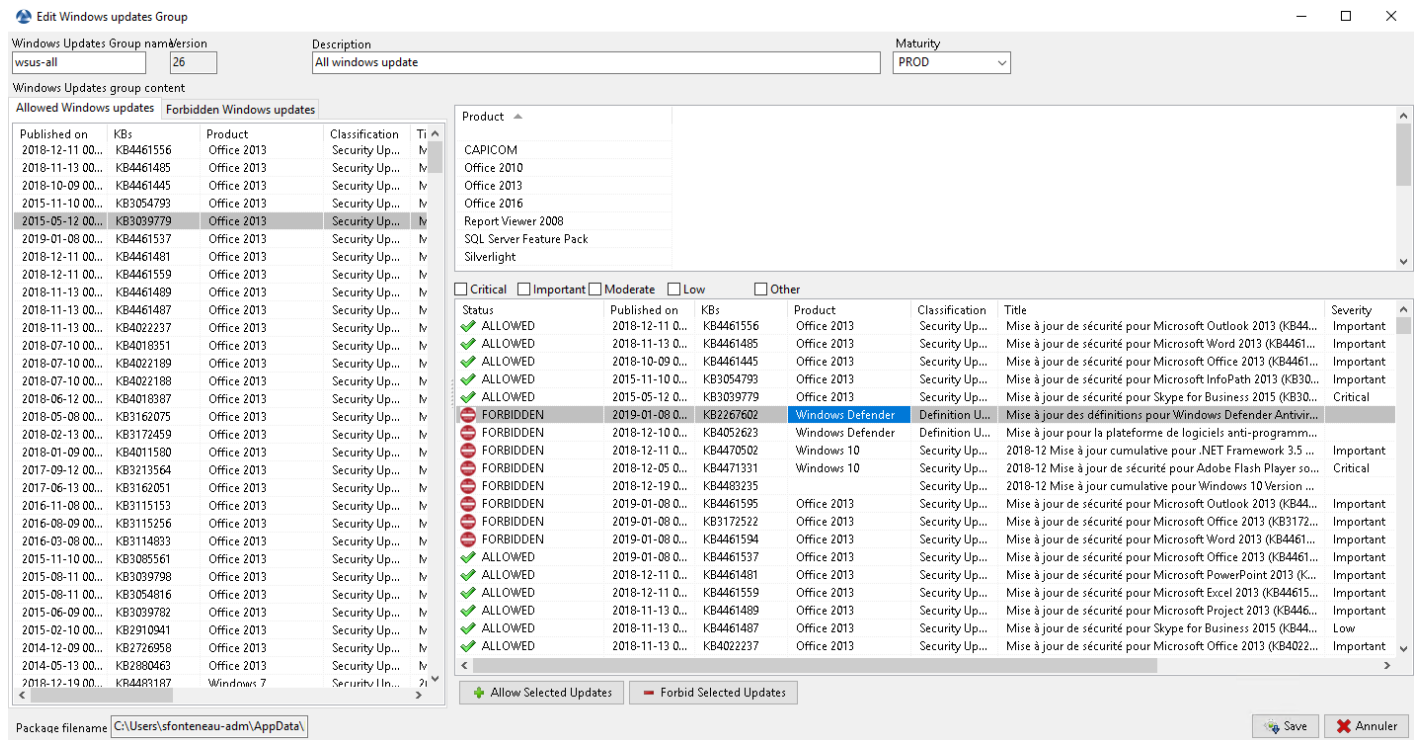 Edit Windows updates Group
Windows Updates Group name Version Description Maturity
wsus-all 26 All windows update PROD
Windows Updates group content
Allowed Windows updates Forbidden Windows updates
Published on KBs Product Classification Ti
2018-12-11 00... KB4461556 Office 2013 Security Up...
2018-11-13 00... KB4461485 Office 2013 Security Up...
2018-10-09 00... KB4461445 Office 2013 Security Up...
2015-11-10 00... KB3054793 Office 2013 Security Up...
2015-05-12 00... KB3039779 Office 2013 Security Up...
2019-01-08 00... KB4461537 Office 2013 Security Up...
2018-12-11 00... KB4461481 Office 2013 Security Up...
2018-12-11 00... KB4461559 Office 2013 Security Up...
2018-11-13 00... KB4461489 Office 2013 Security Up...
2018-11-13 00... KB4461487 Office 2013 Security Up...
2018-11-13 00... KB4022237 Office 2013 Security Up...
2018-07-10 00... KB4018351 Office 2013 Security Up...
2018-07-10 00... KB4022189 Office 2013 Security Up...
2018-07-10 00... KB4022188 Office 2013 Security Up...
2018-06-12 00... KB4018387 Office 2013 Security Up...
2018-05-08 00... KB3162075 Office 2013 Security Up...
2018-02-13 00... KB3172459 Office 2013 Security Up...
2018-01-09 00... KB4011580 Office 2013 Security Up...
2017-09-12 00... KB3213564 Office 2013 Security Up...
2017-06-13 00... KB3162051 Office 2013 Security Up...
2016-11-08 00... KB3115153 Office 2013 Security Up...
2016-08-09 00... KB3115256 Office 2013 Security Up...
2016-03-08 00... KB3114833 Office 2013 Security Up...
2015-11-10 00... KB3085561 Office 2013 Security Up...
2015-08-11 00... KB3039798 Office 2013 Security Up...
2015-08-11 00... KB3054816 Office 2013 Security Up...
2015-06-09 00... KB3039782 Office 2013 Security Up...
2015-02-10 00... KB2910941 Office 2013 Security Up...
2014-12-09 00... KB2726958 Office 2013 Security Up...
2014-05-13 00... KB2880463 Office 2013 Security Up...
2018-12-19 00... KB4483187 Windows 7 Security Up...
Product
CAPICOM
Office 2010
Office 2013
Office 2016
Report Viewer 2008
SQL Server Feature Pack
Silverlight
Critical Important Moderate Low Other
Status Published on KBs Product Classification Title Severity
ALLOWED 2018-12-11 0... KB4461556 Office 2013 Security Up... Mise à jour de sécurité pour Microsoft Outlook 2013 (KB44... Important
ALLOWED 2018-11-13 0... KB4461485 Office 2013 Security Up... Mise à jour de sécurité pour Microsoft Word 2013 (KB4461... Important
ALLOWED 2018-10-09 0... KB4461445 Office 2013 Security Up... Mise à jour de sécurité pour Microsoft Office 2013 (KB4461... Important
ALLOWED 2015-11-10 0... KB3054793 Office 2013 Security Up... Mise à jour de sécurité pour Microsoft InfoPath 2013 (KB30... Important
ALLOWED 2015-05-12 0... KB3039779 Office 2013 Security Up... Mise à jour de sécurité pour Skype for Business 2015 (KB30... Critical
FORBIDDEN 2019-01-08 0... KB2267602 Windows Defender Definition U... Mise à jour des définitions pour Windows Defender Antivir...
FORBIDDEN 2018-12-10 0... KB4052623 Windows Defender Definition U... Mise à jour pour la plateforme de logiciels anti-programm...
FORBIDDEN 2018-12-11 0... KB4470502 Windows 10 Security Up... 2018-12 Mise à jour cumulative pour .NET Framework 3.5 ... Important
FORBIDDEN 2018-12-05 0... KB4471331 Windows 10 Security Up... 2018-12 Mise à jour de sécurité pour Adobe Flash Player so... Critical
FORBIDDEN 2018-12-19 0... KB4483235 Security Up... 2018-12 Mise à jour cumulative pour Windows 10 Version ...
FORBIDDEN 2019-01-08 0... KB4461595 Office 2013 Security Up... Mise à jour de sécurité pour Microsoft Outlook 2013 (KB44... Important
FORBIDDEN 2019-01-08 0... KB3172522 Office 2013 Security Up... Mise à jour de sécurité pour Microsoft Office 2013 (KB3172... Important
FORBIDDEN 2019-01-08 0... KB4461594 Office 2013 Security Up... Mise à jour de sécurité pour Microsoft Word 2013 (KB4461... Important
ALLOWED 2019-01-08 0... KB4461537 Office 2013 Security Up... Mise à jour de sécurité pour Microsoft Office 2013 (KB4461... Important
ALLOWED 2018-12-11 0... KB4461481 Office 2013 Security Up... Mise à jour de sécurité pour Microsoft PowerPoint 2013 (K... Important
ALLOWED 2018-12-11 0... KB4461559 Office 2013 Security Up... Mise à jour de sécurité pour Microsoft Excel 2013 (KB44615... Important
ALLOWED 2018-11-13 0... KB4461489 Office 2013 Security Up... Mise à jour de sécurité pour Microsoft Project 2013 (KB446... Important
ALLOWED 2018-11-13 0... KB4461487 Office 2013 Security Up... Mise à jour de sécurité pour Skype for Business 2015 (KB44... Low
ALLOWED 2018-11-13 0... KB4022237 Office 2013 Security Up... Mise à jour de sécurité pour Microsoft Office 2013 (KB4022... Important
Allow Selected Updates Forbid Selected Updates
Package filename C:\Users\sfonteneau-adm\AppData\ Save Annuler